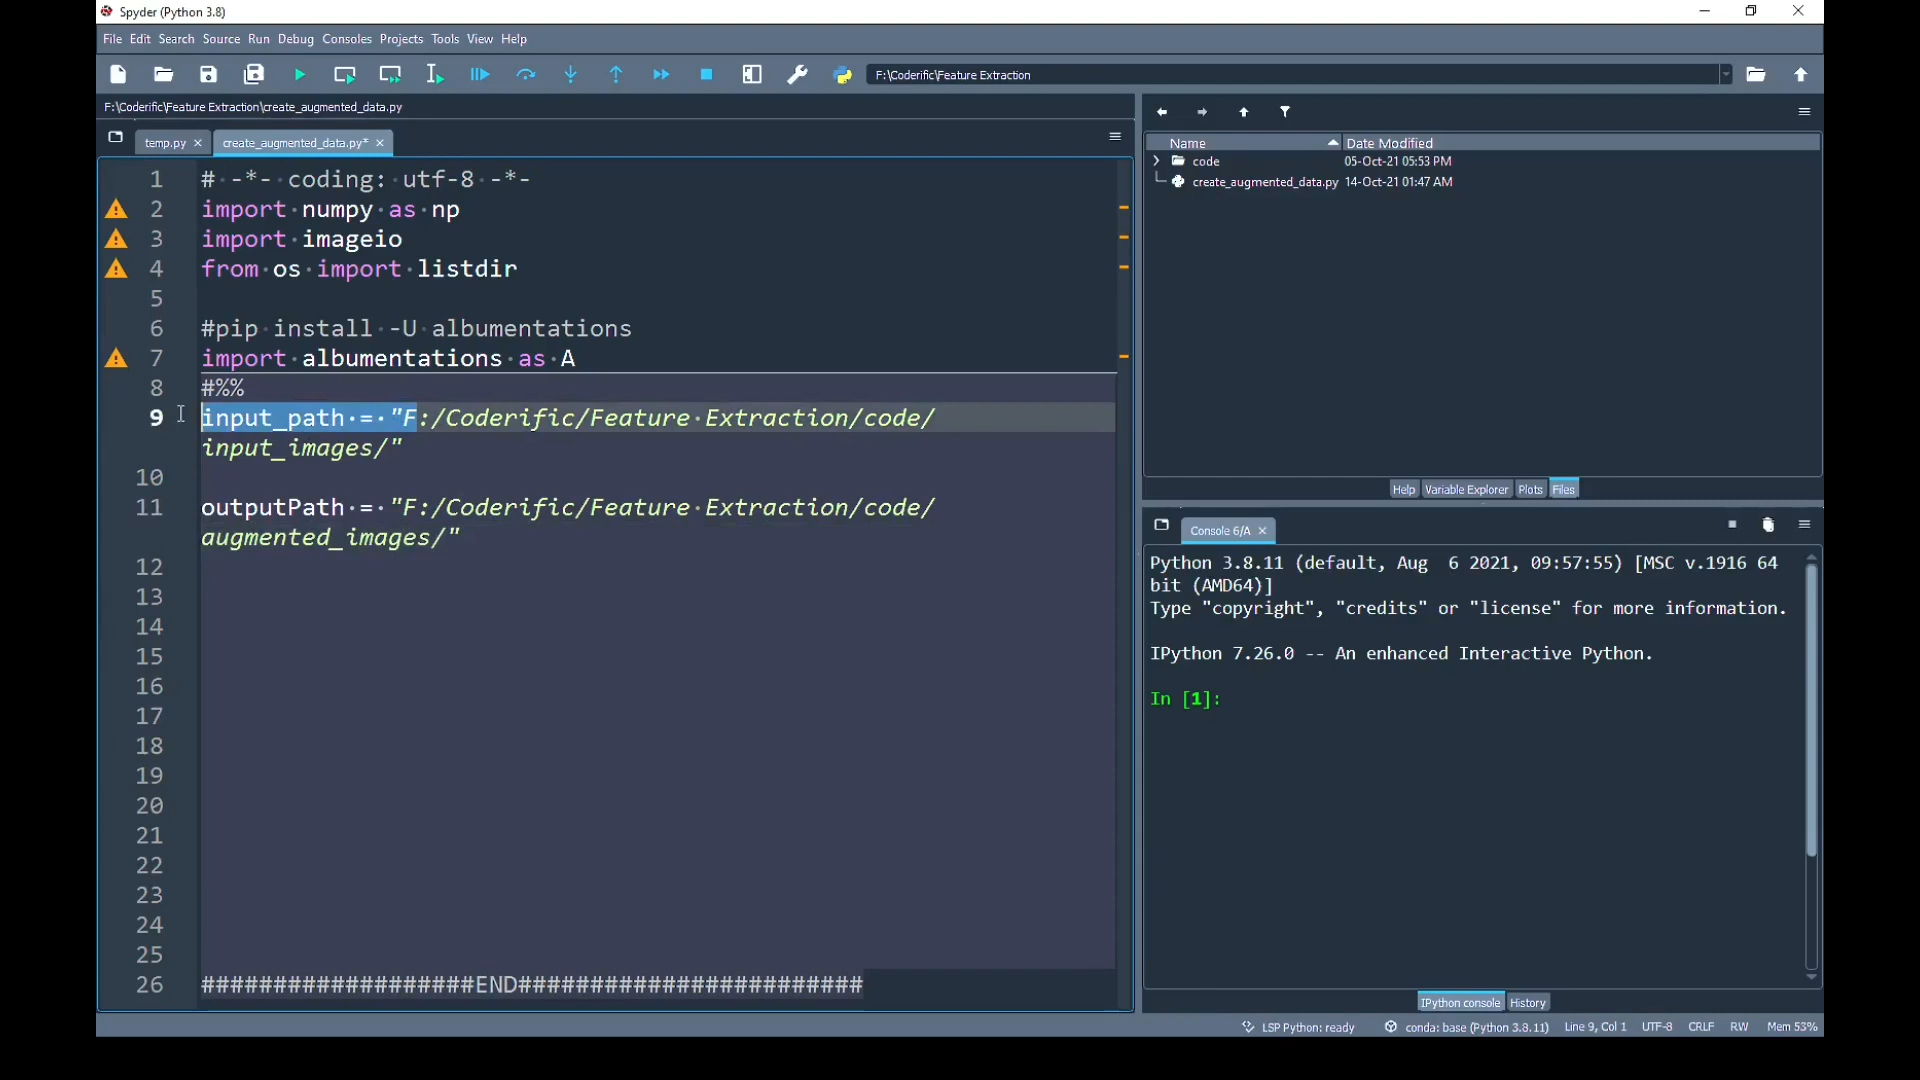 Spyder (Python 3.8)
File Edit Search Source Run Debug Consoles Projects Tools View Help
F:\Coderific\Feature Extraction
F:\Coderific\Feature Extraction\create_augmented_data.py
temp.py
create_augmented_data.py*
1 # -*- coding: utf-8 -*-
2 import numpy as np
3 import imageio
4 from os import listdir
5
6 #pip install -U albumentations
7 import albumentations as A
8 #%%
9 input_path = "F:/Coderific/Feature Extraction/code/
input_images/"
10
11 outputPath = "F:/Coderific/Feature Extraction/code/
augmented_images/"
12
13
14
15
16
17
18
19
20
21
22
23
24
25
26 ###################END########################
Name Date Modified
code 05-Oct-21 05:53 PM
create_augmented_data.py 14-Oct-21 01:47 AM
Help Variable Explorer Plots Files
Console 6/A
Python 3.8.11 (default, Aug  6 2021, 09:57:55) [MSC v.1916 64
bit (AMD64)]
Type "copyright", "credits" or "license" for more information.
IPython 7.26.0 -- An enhanced Interactive Python.
In [1]:
IPython console History
LSP Python: ready conda: base (Python 3.8.11) Line 9, Col 1 UTF-8 CRLF RW Mem 53%